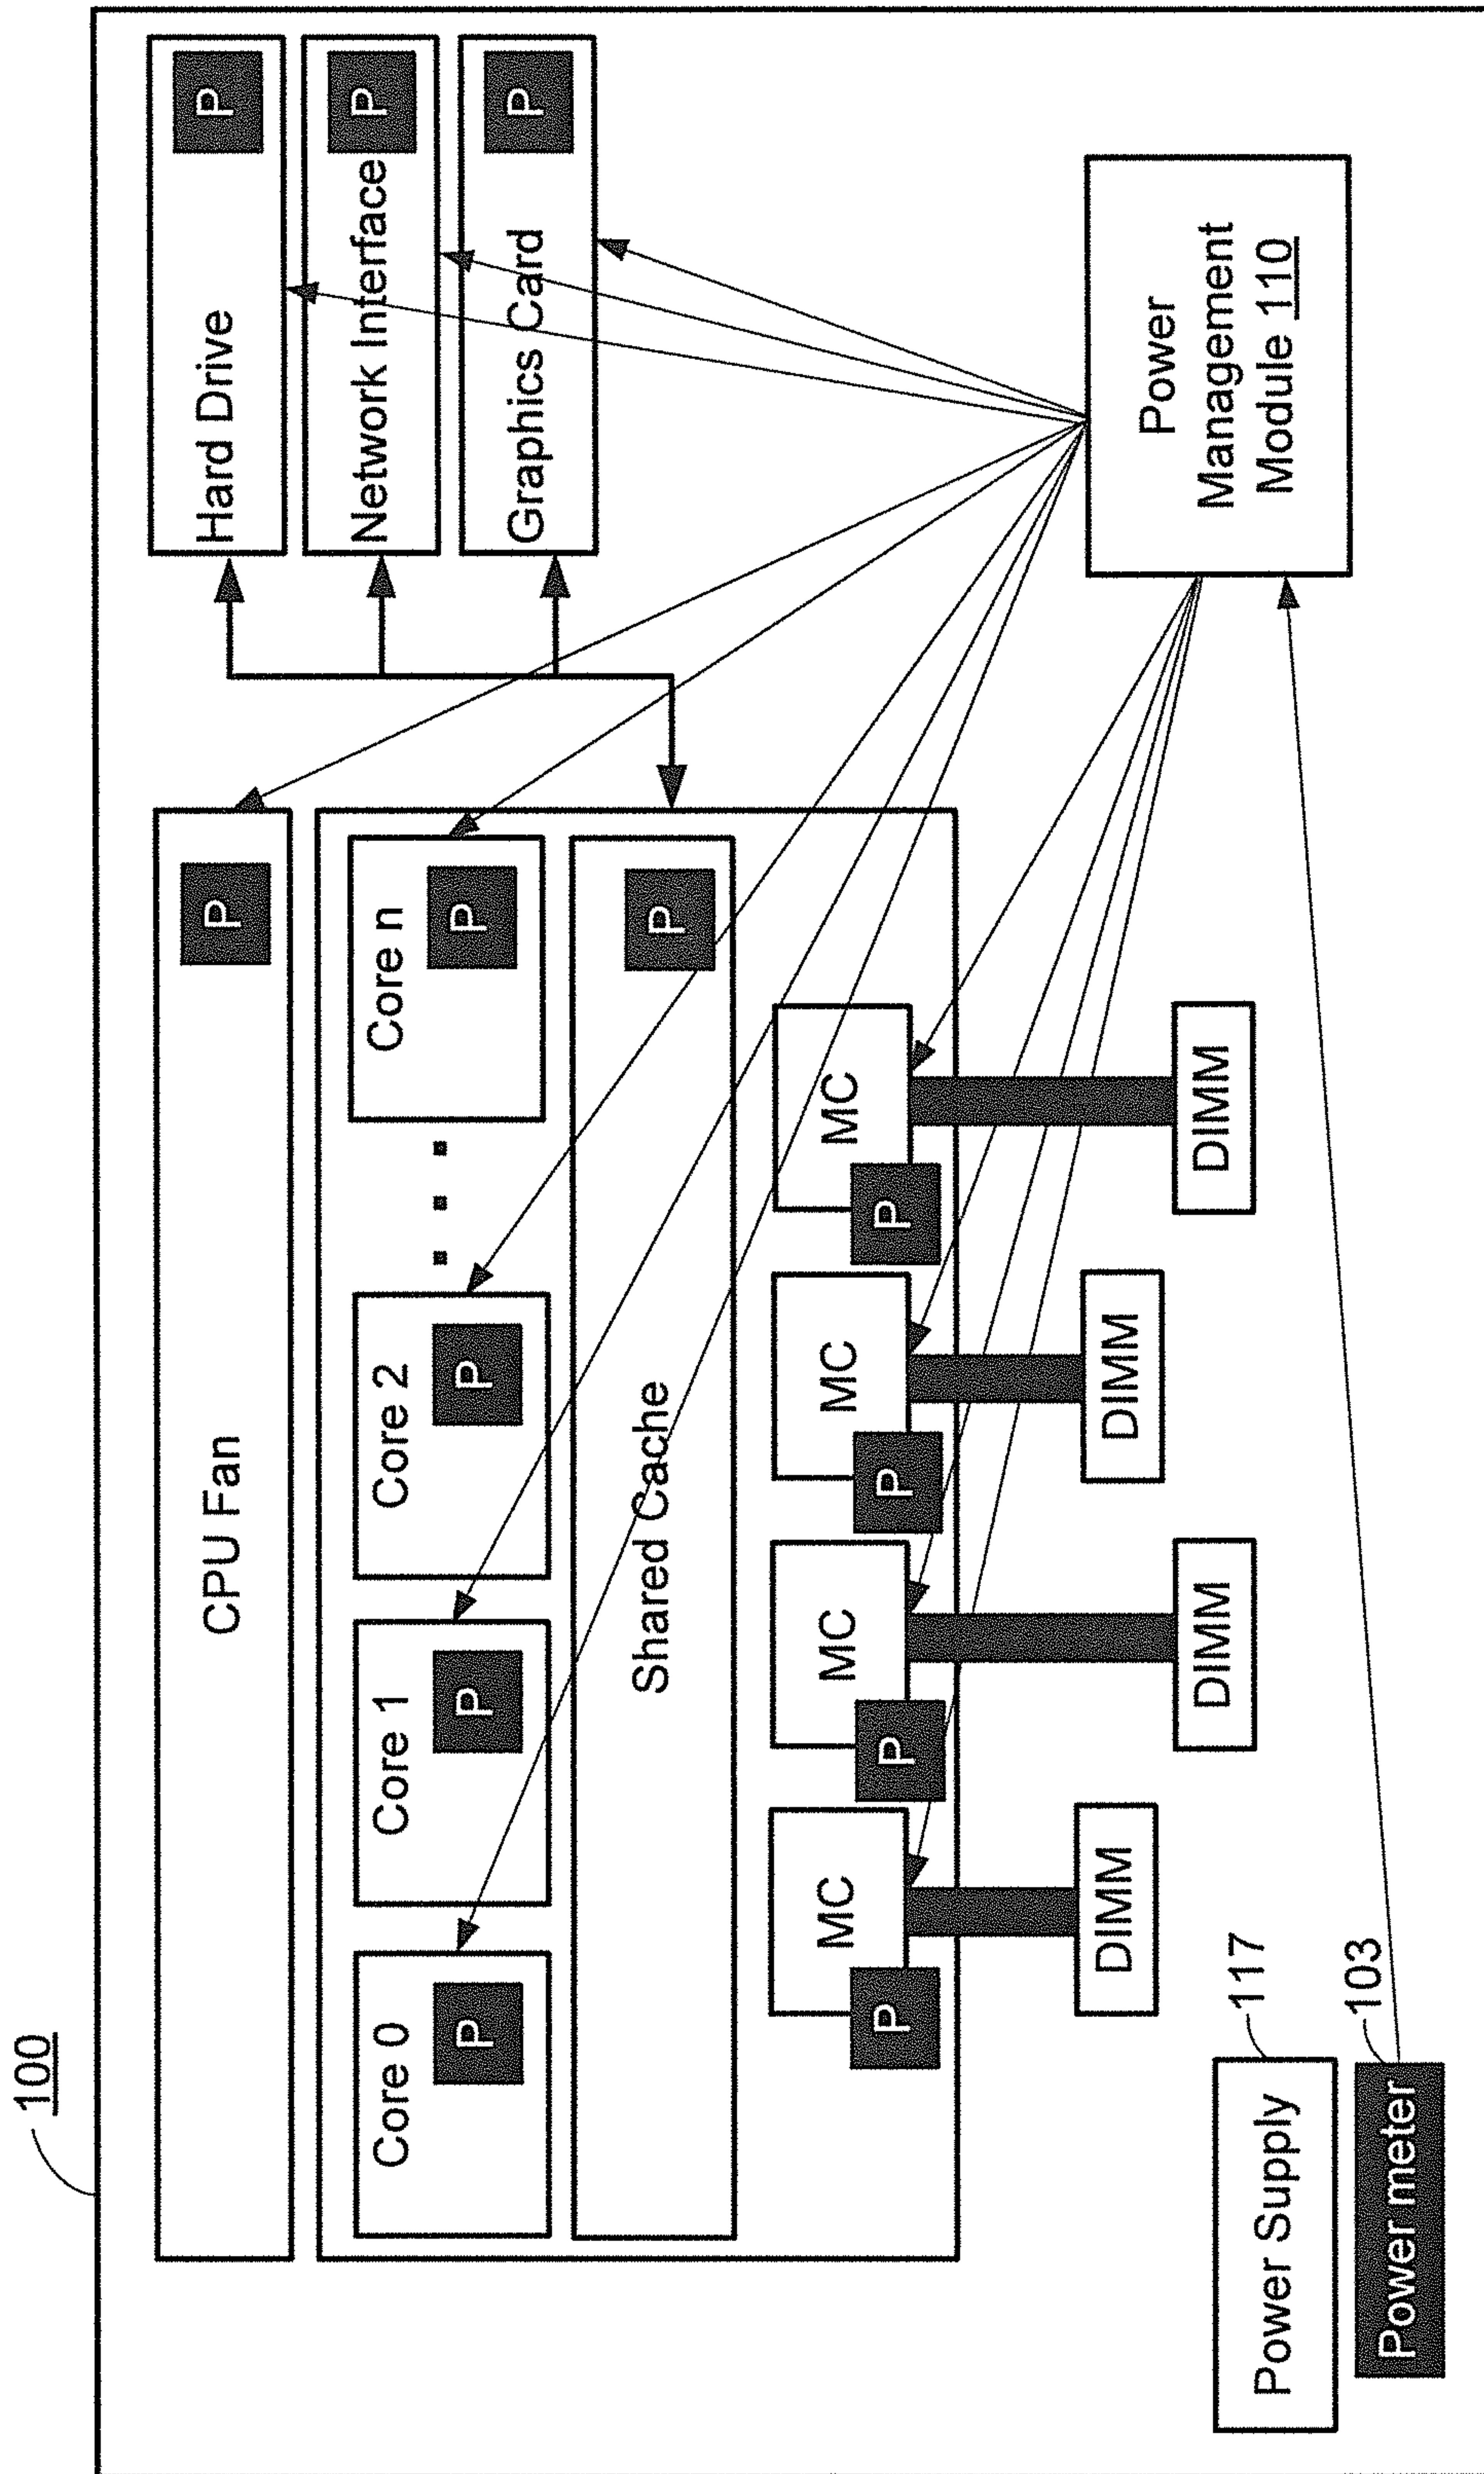 100
CPU Fan
P
Hard Drive
P
Network Interface
P
Graphics Card
P
Core 0
P
Core 1
P
Core 2
P
Core n
P
Shared Cache
P
MC
P
MC
P
MC
P
MC
P
DIMM
DIMM
DIMM
DIMM
Power
Management
Module 110
Power Supply
117
Power meter
103